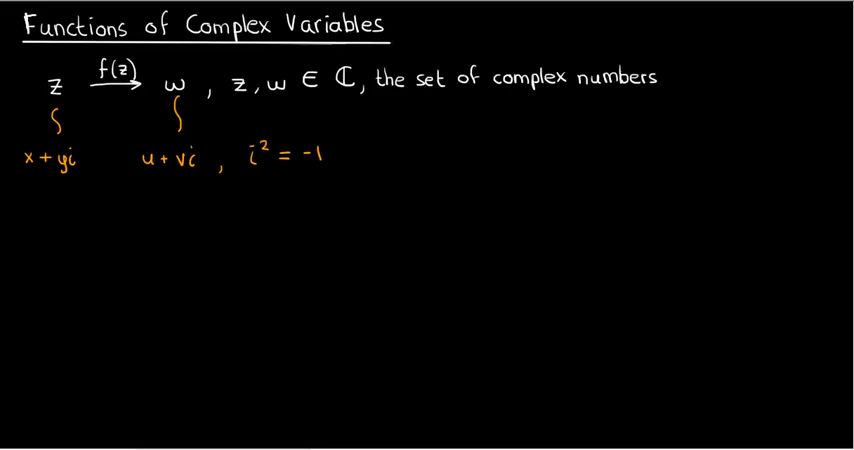 Functions of Complex Variables
z f(z) → w, z, w ∈ ℂ, the set of complex numbers
x + yi u + vi, i² = -1